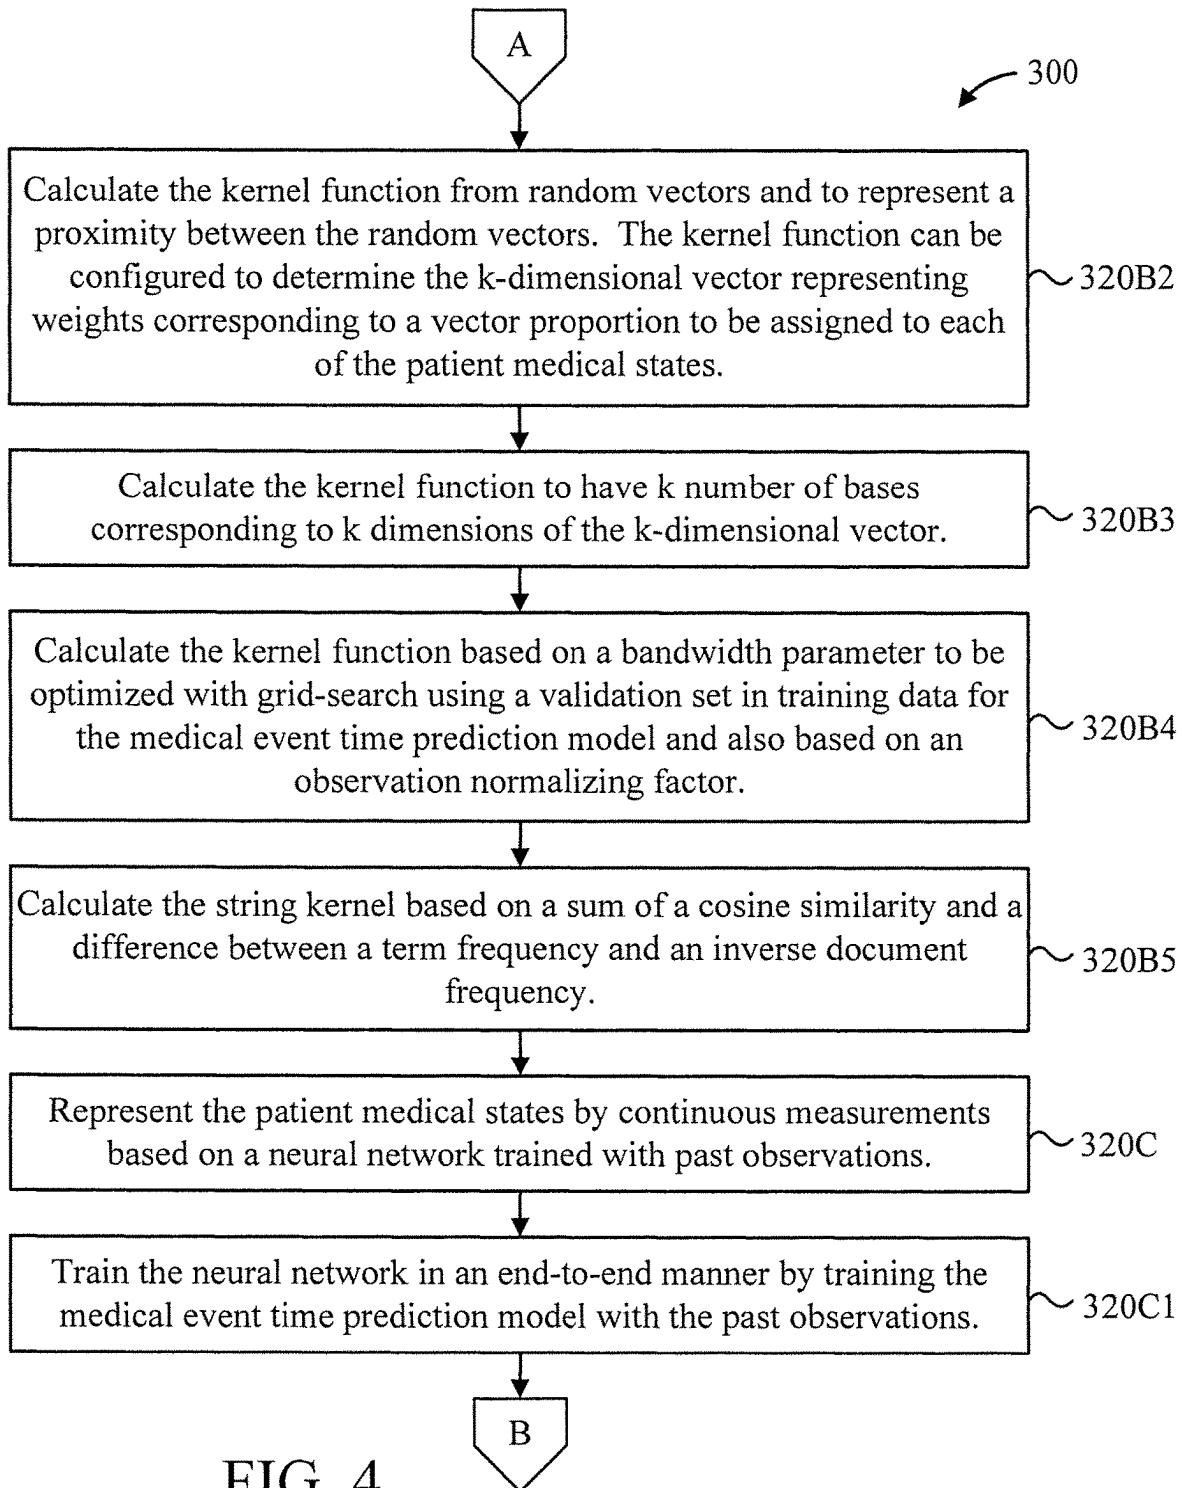 A
300
Calculate the kernel function from random vectors and to represent a
proximity between the random vectors.  The kernel function can be
configured to determine the k-dimensional vector representing
weights corresponding to a vector proportion to be assigned to each
of the patient medical states.
320B2
Calculate the kernel function to have k number of bases
corresponding to k dimensions of the k-dimensional vector.
320B3
Calculate the kernel function based on a bandwidth parameter to be
optimized with grid-search using a validation set in training data for
the medical event time prediction model and also based on an
observation normalizing factor.
320B4
Calculate the string kernel based on a sum of a cosine similarity and a
difference between a term frequency and an inverse document
frequency.
320B5
Represent the patient medical states by continuous measurements
based on a neural network trained with past observations.
320C
Train the neural network in an end-to-end manner by training the
medical event time prediction model with the past observations.
320C1
B
FIG. 4